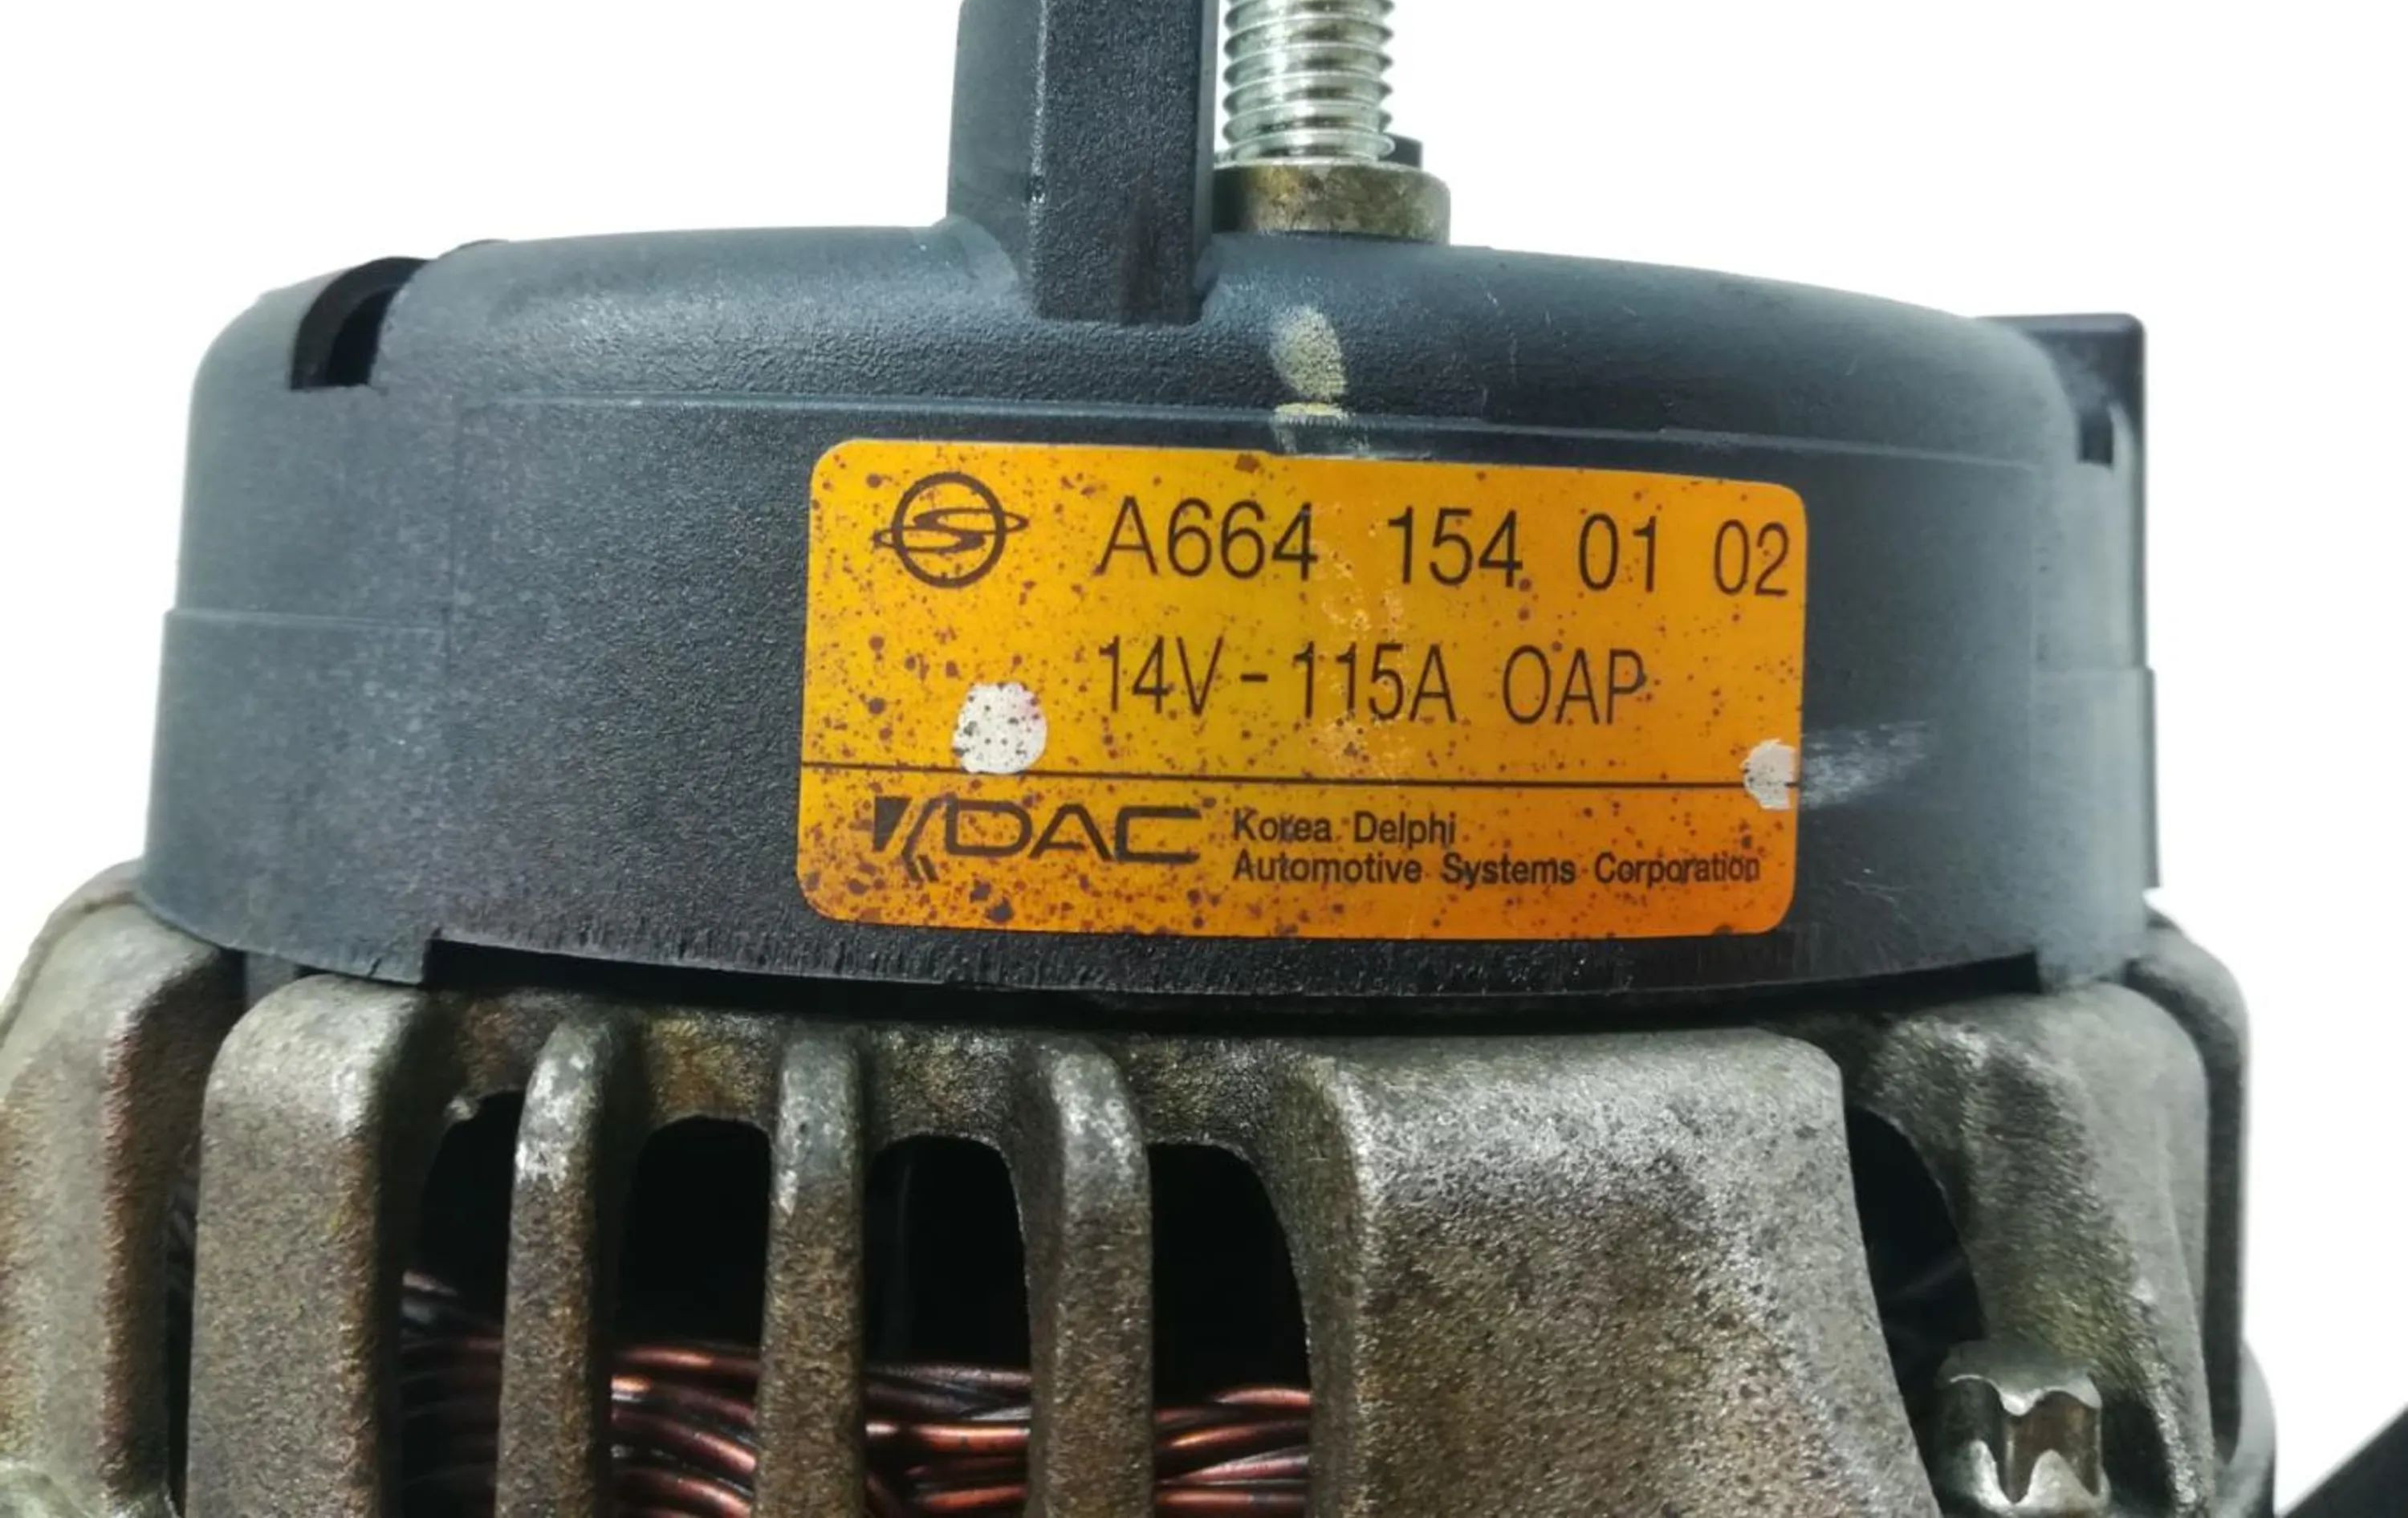 A664 154 01 02
14V - 115A OAP
KDAC Korea Delphi
Automotive Systems Corporation